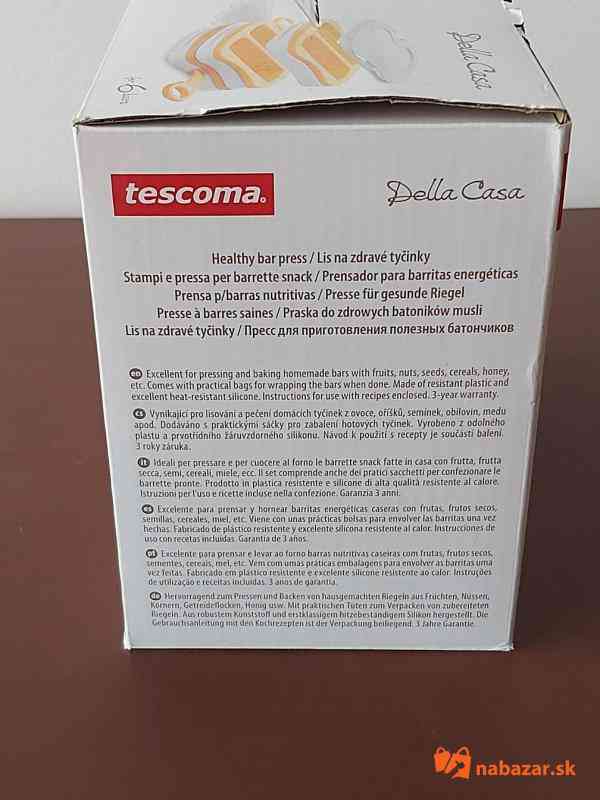 Della Casa
+6
tescoma.
Della Casa
Healthy bar press / Lis na zdravé tyčinky
Stampi e pressa per barrette snack / Prensador para barritas energéticas
Prensa p/barras nutritivas / Presse für gesunde Riegel
Presse à barres saines / Praska do zdrowych batoników musli
Lis na zdravé tyčinky / Пресс для приготовления полезных батончиков
en Excellent for pressing and baking homemade bars with fruits, nuts, seeds, cereals, honey,
etc. Comes with practical bags for wrapping the bars when done. Made of resistant plastic and
excellent heat-resistant silicone. Instructions for use with recipes enclosed. 3-year warranty.
cs Vynikající pro lisování a pečení domácích tyčinek z ovoce, oříšků, semínek, obilovin, medu
apod. Dodáváno s praktickými sáčky pro zabalení hotových tyčinek. Vyrobeno z odolného
plastu a prvotřídního žáruvzdorného silikonu. Návod k použití s recepty je součástí balení.
3 roky záruka.
it Ideali per pressare e per cuocere al forno le barrette snack fatte in casa con frutta, frutta
secca, semi, cereali, miele, ecc. Il set comprende anche dei pratici sacchetti per confezionare le
barrette pronte. Prodotto in plastica resistente e silicone di alta qualità resistente al calore.
Istruzioni per l'uso e ricette incluse nella confezione. Garanzia 3 anni.
es Excelente para prensar y hornear barritas energéticas caseras con frutas, frutos secos,
semillas, cereales, miel, etc. Viene con unas prácticas bolsas para envolver las barritas una vez
hechas. Fabricado de plástico resistente y excelente silicona resistente al calor. Instrucciones de
uso con recetas incluidas. Garantía de 3 años.
pt Excelente para prensar e levar ao forno barras nutritivas caseiras com frutas, frutos secos,
sementes, cereais, mel, etc. Vem com umas práticas embalagens para envolver as barritas uma
vez feitas. Fabricado em plástico resistente e excelente silicone resistente ao calor. Instruções
de utilização e receitas incluídas. 3 anos de garantia.
de Hervorragend zum Pressen und Backen von hausgemachten Riegeln aus Früchten, Nüssen,
Körnern, Getreideflocken, Honig usw. Mit praktischen Tüten zum Verpacken von zubereiteten
Riegeln. Aus robustem Kunststoff und erstklassigem hitzebeständigem Silikon hergestellt. Die
Gebrauchsanleitung mit den Kochrezepten ist der Verpackung beiliegend. 3 Jahre Garantie.
nabazar.sk